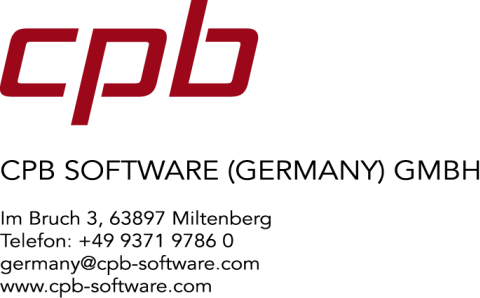 cpb
CPB SOFTWARE (GERMANY) GMBH
Im Bruch 3, 63897 Miltenberg
Telefon: +49 9371 9786 0
germany@cpb-software.com
www.cpb-software.com